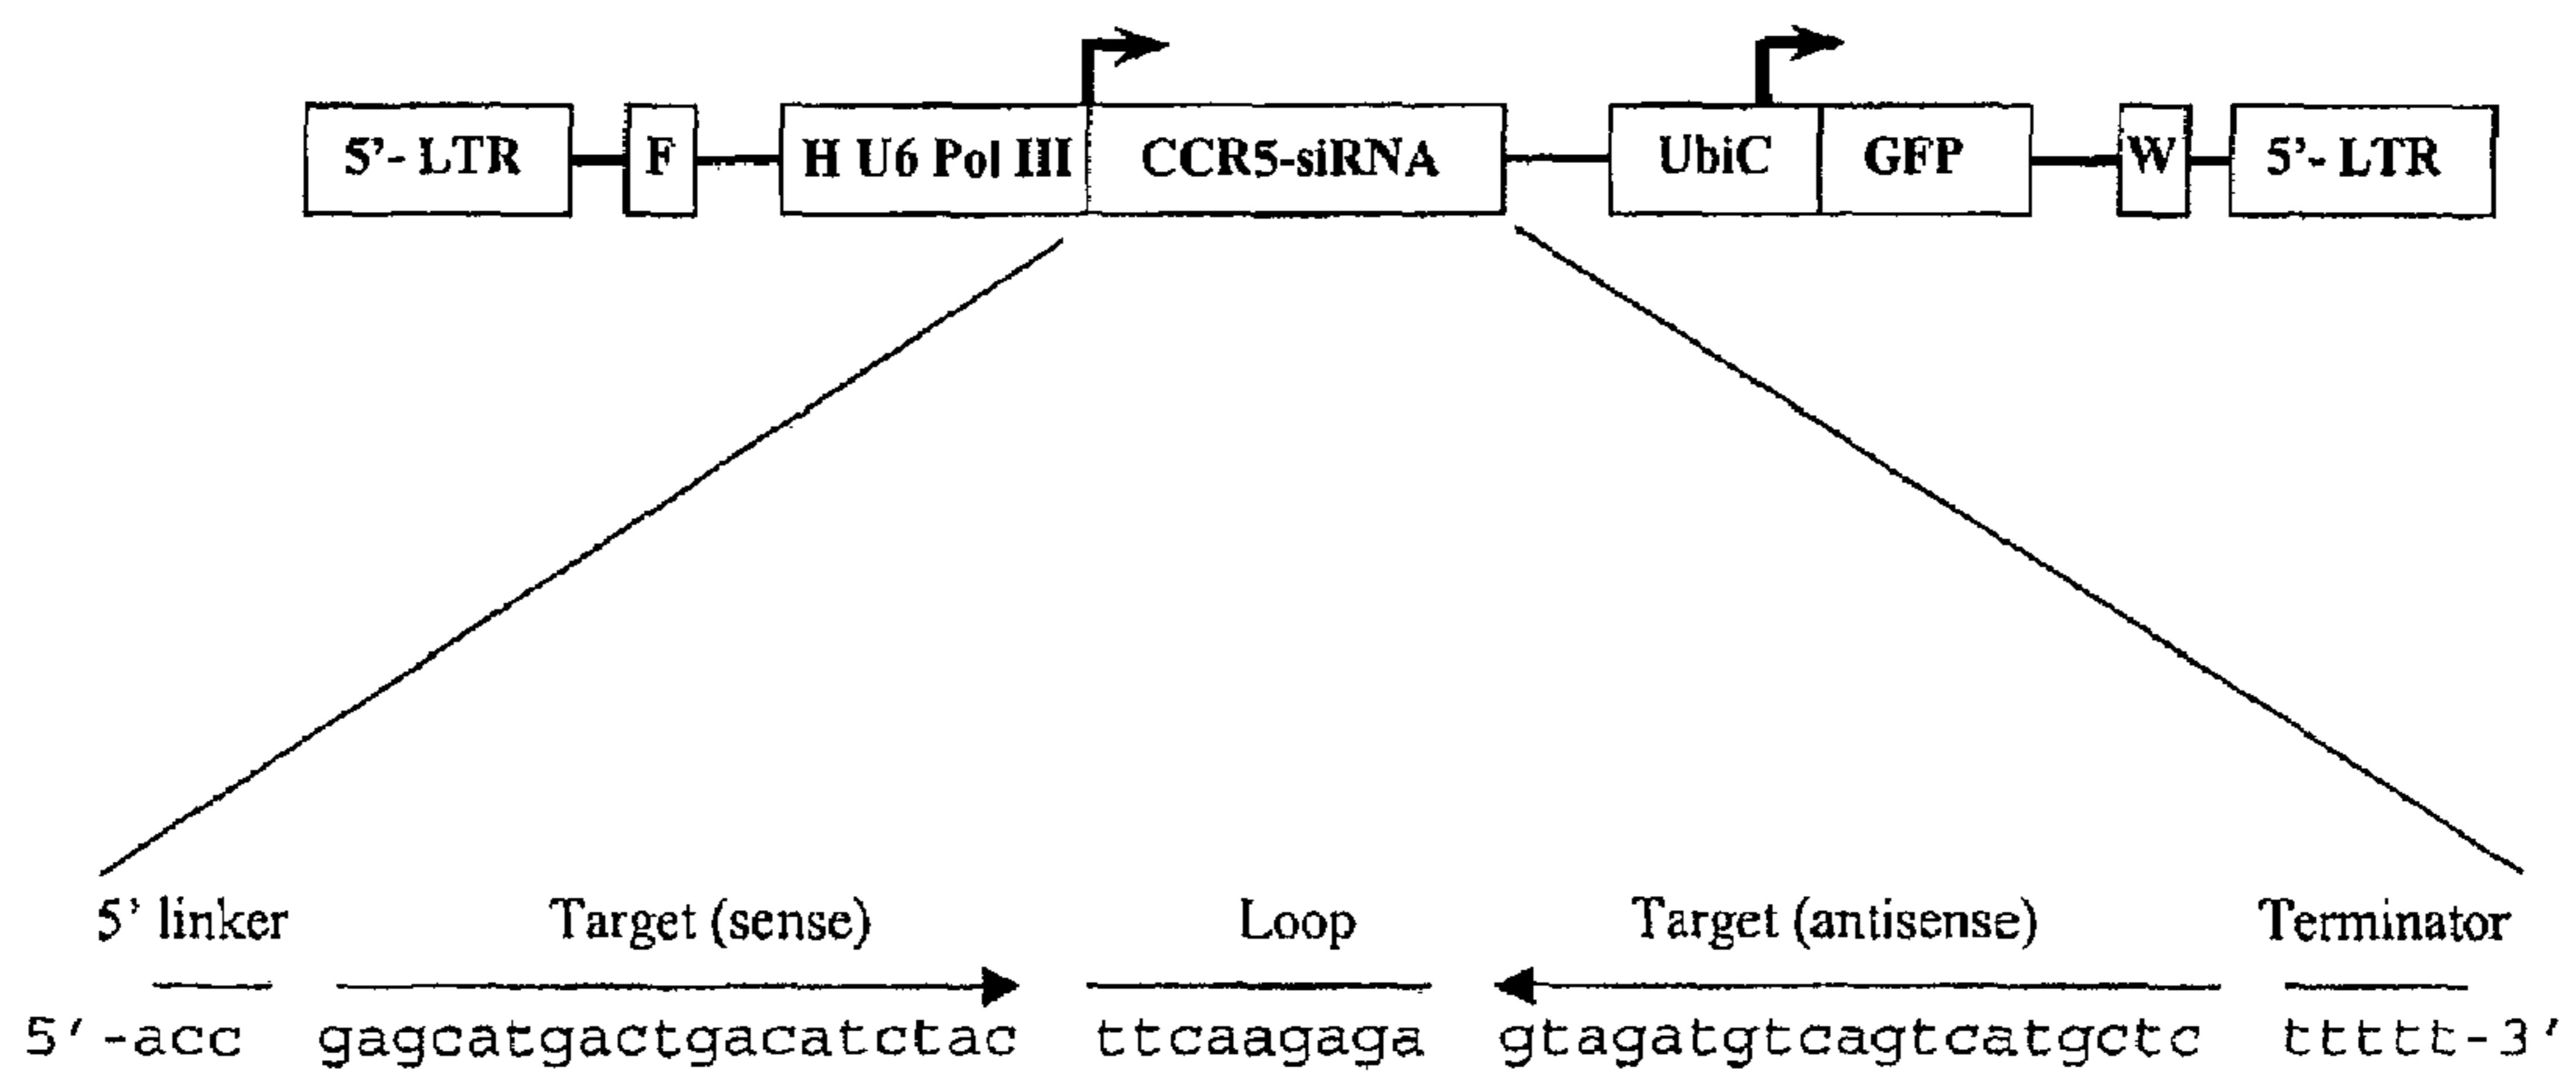 5'- LTR F H U6 Pol III CCR5-siRNA UbiC GFP W 5'- LTR
5' linker Target (sense) Loop Target (antisense) Terminator
5'-acc gagcatgactgacatctac ttcaagaga gtagatgtcagtcatgctc ttttt-3'